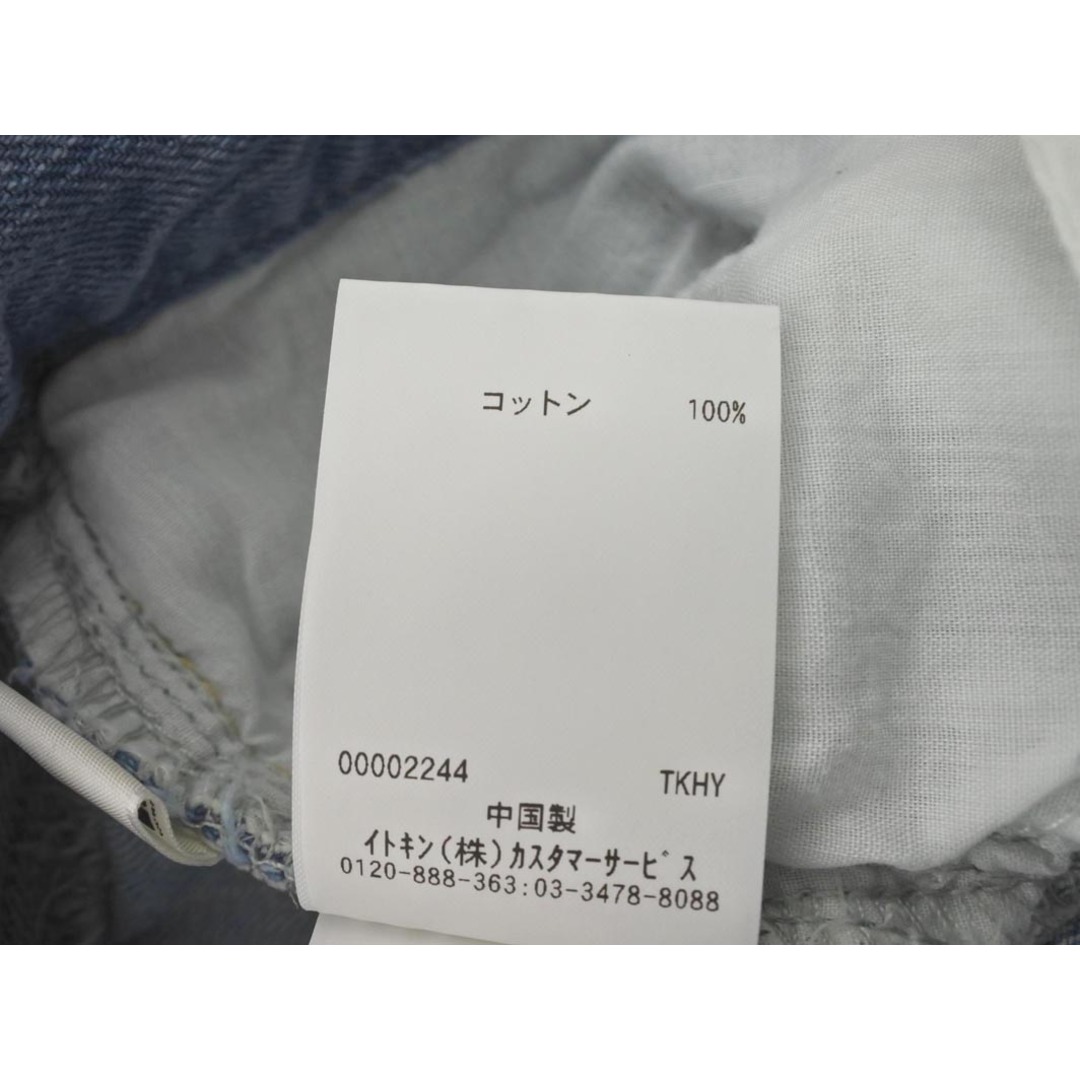 コットン 100%
00002244 TKHY
中国製
イトキン(株)カスタマーサービス
0120-888-363:03-3478-8088